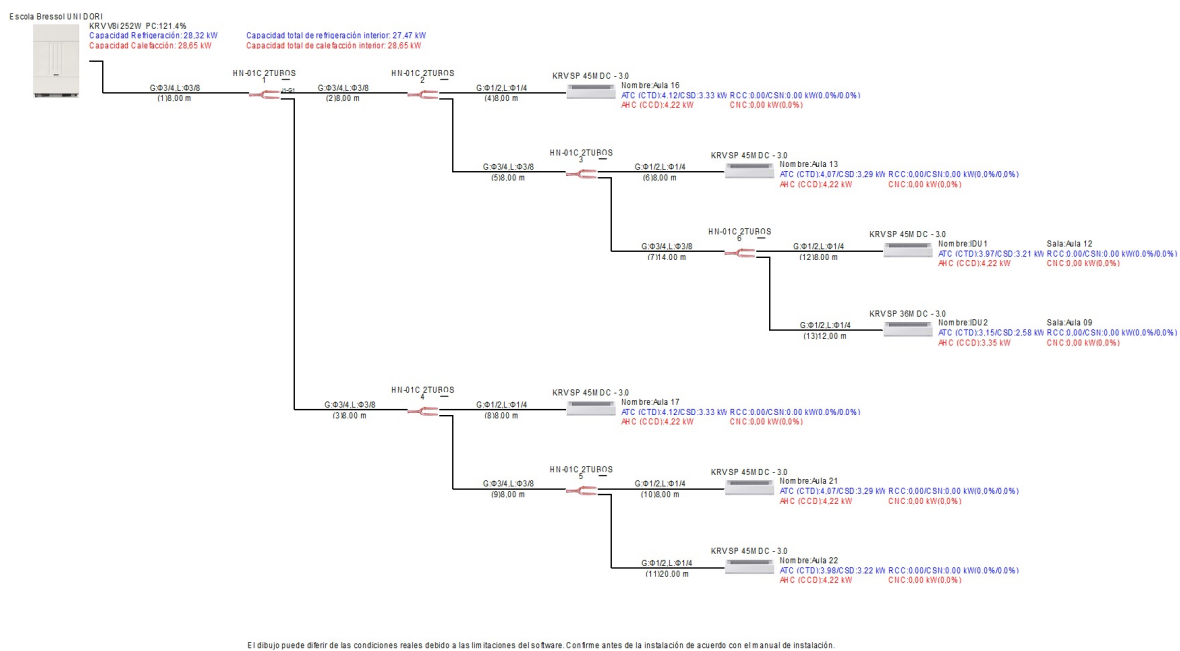 Escola Bressol UNIDORI
KRV V8i 252W PC:121.4%
Capacidad Refrigeración: 28,32 kW Capacidad total de refrigeración interior: 27,47 kW
Capacidad Calefacción: 28,65 kW Capacidad total de calefacción interior: 28,65 kW
HN-01C 2TUBOS
1
G:Φ3/4,L:Φ3/8
(1)8,00 m
HN-01C 2TUBOS
2
G:Φ3/4,L:Φ3/8
(2)8,00 m
G:Φ1/2,L:Φ1/4
(4)8,00 m
KRVSP 45MDC - 3.0
Nombre:Aula 16
ATC (CTD):4.12/CSD:3.33 kW RCC:0.00/CSN:0.00 kW(0.0%/0.0%)
AHC (CCD):4,22 kW CNC:0,00 kW(0,0%)
HN-01C 2TUBOS
3
G:Φ3/4,L:Φ3/8
(5)8,00 m
G:Φ1/2,L:Φ1/4
(6)8,00 m
KRVSP 45MDC - 3.0
Nombre:Aula 13
ATC (CTD):4,07/CSD:3,29 kW RCC:0,00/CSN:0,00 kW(0,0%/0,0%)
AHC (CCD):4,22 kW CNC:0,00 kW(0,0%)
HN-01C 2TUBOS
6
G:Φ3/4,L:Φ3/8
(7)14.00 m
G:Φ1/2,L:Φ1/4
(12)8.00 m
KRVSP 45MDC - 3.0
Nombre:IDU1 Sala:Aula 12
ATC (CTD):3.97/CSD:3.21 kW RCC:0.00/CSN:0.00 kW(0.0%/0.0%)
AHC (CCD):4,22 kW CNC:0,00 kW(0,0%)
G:Φ1/2,L:Φ1/4
(13)12,00 m
KRVSP 36MDC - 3.0
Nombre:IDU2 Sala:Aula 09
ATC (CTD):3,15/CSD:2,58 kW RCC:0.00/CSN:0.00 kW(0.0%/0.0%)
AHC (CCD):3,35 kW CNC:0,00 kW(0,0%)
HN-01C 2TUBOS
4
G:Φ3/4,L:Φ3/8
(3)8.00 m
G:Φ1/2,L:Φ1/4
(8)8.00 m
KRVSP 45MDC - 3.0
Nombre:Aula 17
ATC (CTD):4.12/CSD:3.33 kW RCC:0.00/CSN:0.00 kW(0.0%/0.0%)
AHC (CCD):4,22 kW CNC:0,00 kW(0,0%)
HN-01C 2TUBOS
5
G:Φ3/4,L:Φ3/8
(9)8,00 m
G:Φ1/2,L:Φ1/4
(10)8,00 m
KRVSP 45MDC - 3.0
Nombre:Aula 21
ATC (CTD):4,07/CSD:3,29 kW RCC:0,00/CSN:0,00 kW(0,0%/0,0%)
AHC (CCD):4,22 kW CNC:0,00 kW(0,0%)
G:Φ1/2,L:Φ1/4
(11)20.00 m
KRVSP 45MDC - 3.0
Nombre:Aula 22
ATC (CTD):3.98/CSD:3.22 kW RCC:0.00/CSN:0.00 kW(0.0%/0.0%)
AHC (CCD):4,22 kW CNC:0,00 kW(0,0%)
El dibujo puede diferir de las condiciones reales debido a las limitaciones del software. Confirme antes de la instalación de acuerdo con el manual de instalación.